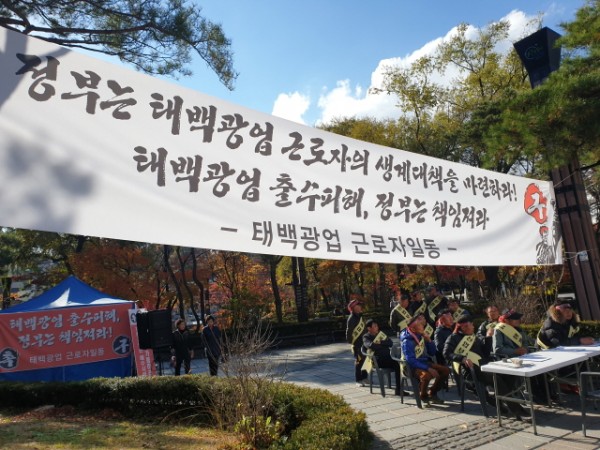 정부는 태백광업 근로자의 생계대책을 마련하라!
태백광업 출수피해, 정부는 책임져라
- 태백광업 근로자일동 -
태백광업 출수피해, 정부는 책임져라!
태백광업 근로자일동